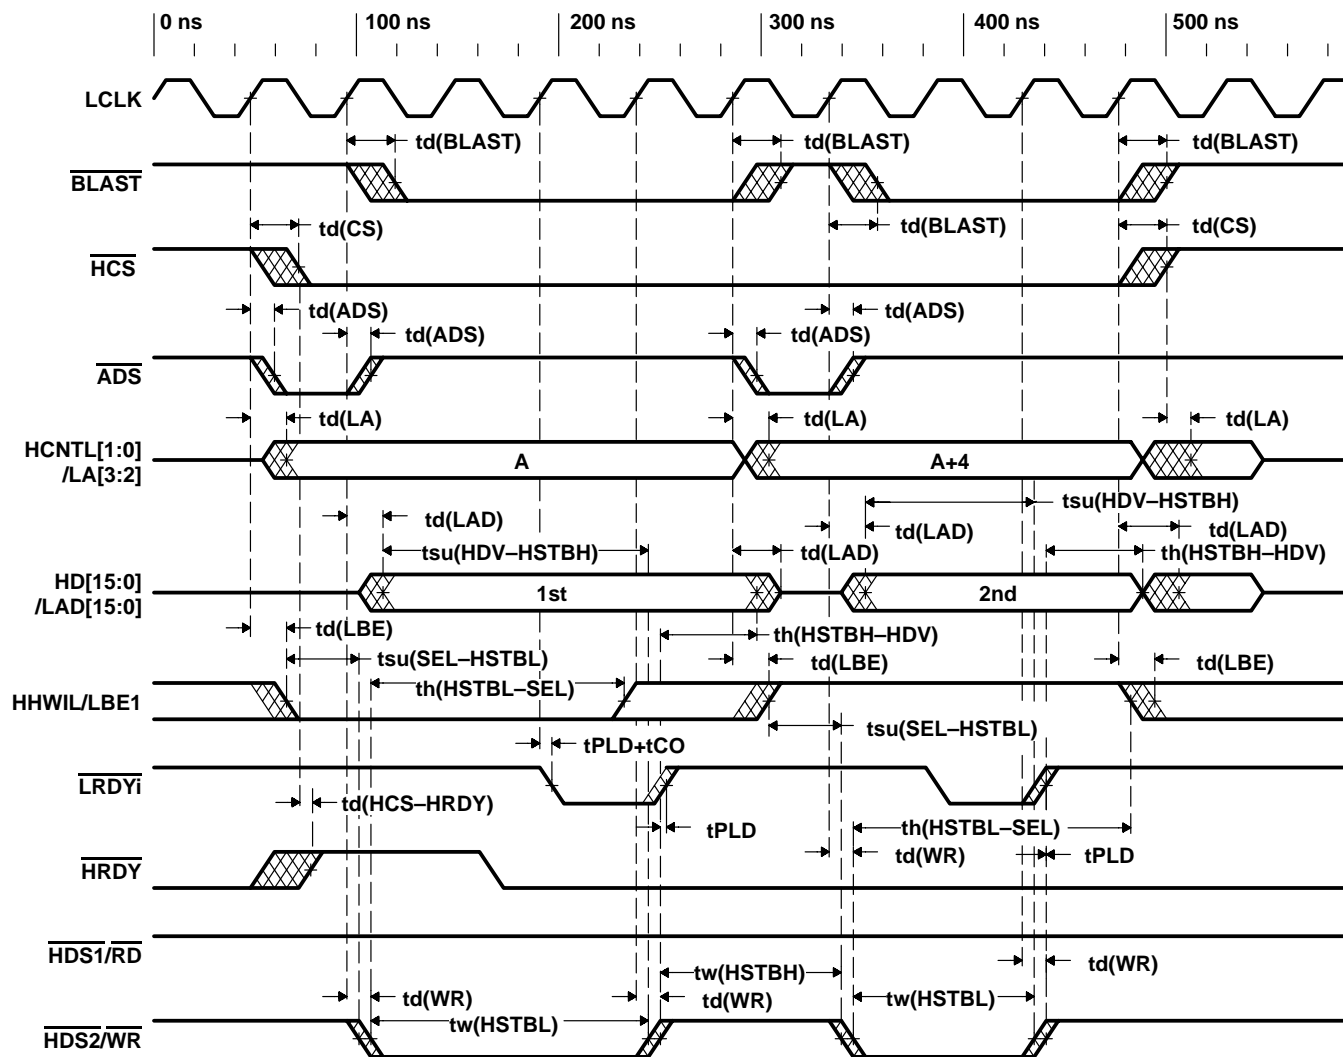 0 ns 100 ns 200 ns 300 ns 400 ns 500 ns
LCLK
td(BLAST) td(BLAST) td(BLAST)
BLAST
td(CS) td(BLAST) td(CS)
HCS
td(ADS) td(ADS)
td(ADS) td(ADS)
ADS
td(LA) td(LA) td(LA)
HCNTL[1:0]
/LA[3:2]
A A+4
tsu(HDV–HSTBH)
td(LAD) td(LAD) td(LAD)
tsu(HDV–HSTBH) td(LAD) th(HSTBH–HDV)
HD[15:0]
/LAD[15:0]
1st 2nd
td(LBE) th(HSTBH–HDV)
tsu(SEL–HSTBL) td(LBE) td(LBE)
th(HSTBL–SEL)
HHWIL/LBE1
tsu(SEL–HSTBL)
tPLD+tCO
LRDYi
td(HCS–HRDY)
tPLD th(HSTBL–SEL)
td(WR) tPLD
HRDY
HDS1/RD
tw(HSTBH) td(WR)
td(WR) td(WR) tw(HSTBL)
tw(HSTBL)
HDS2/WR